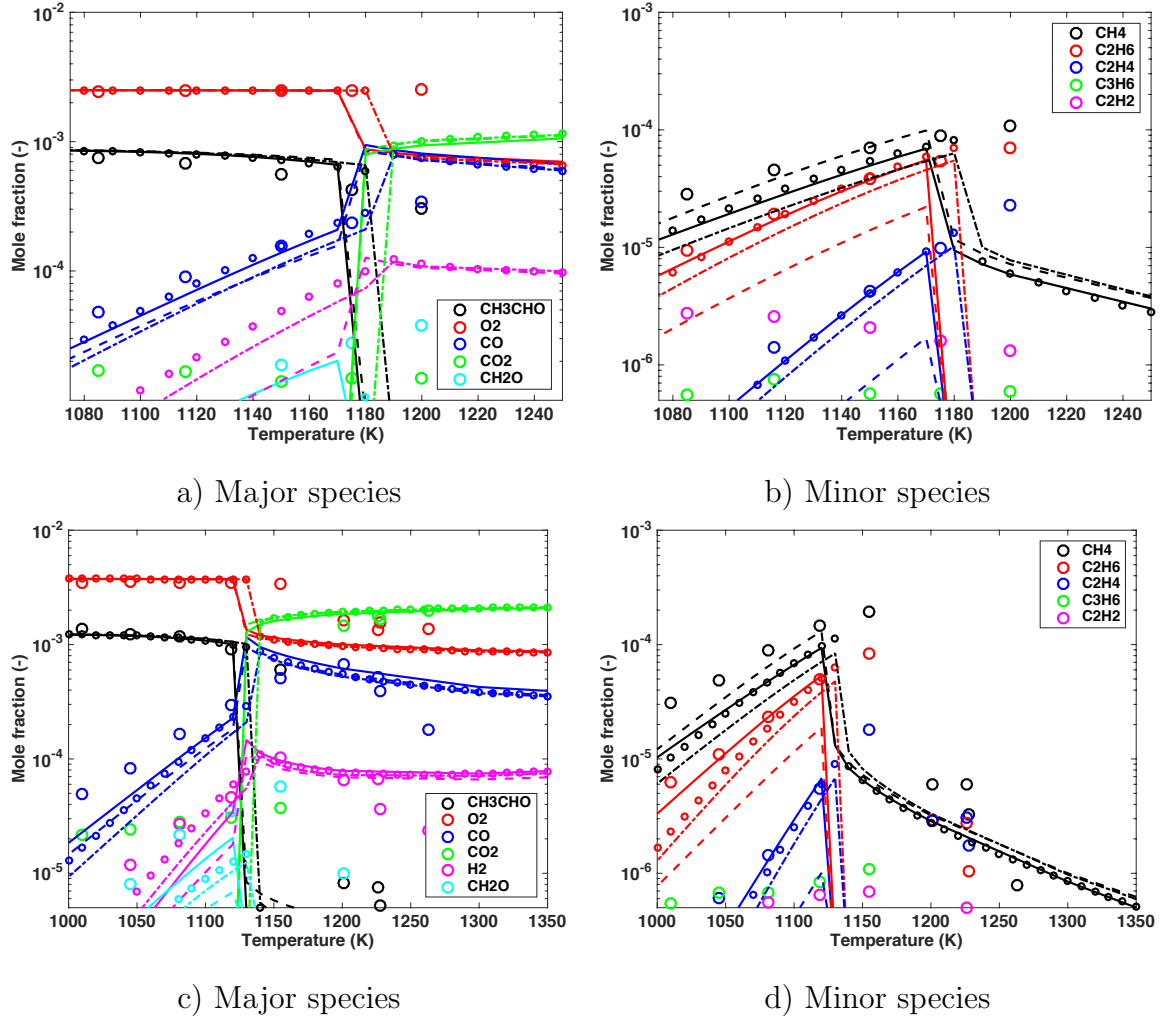 10^-3
10^-4
Mole fraction (-)
1080 1100 1120 1140 1160 1180 1200 1220 1240
Temperature (K)
CH3CHO
O2
CO
CO2
CH2O
a) Major species
10^-2
10^-3
10^-4
10^-5
10^-6
Mole fraction (-)
1080 1100 1120 1140 1160 1180 1200 1220 1240
Temperature (K)
CH4
C2H6
C2H4
C3H6
C2H2
b) Minor species
10^-2
10^-3
10^-4
10^-5
Mole fraction (-)
1000 1050 1100 1150 1200 1250 1300 1350
Temperature (K)
CH3CHO
O2
CO
CO2
H2
CH2O
c) Major species
10^-3
10^-4
10^-5
10^-6
Mole fraction (-)
1000 1050 1100 1150 1200 1250 1300 1350
Temperature (K)
CH4
C2H6
C2H4
C3H6
C2H2
d) Minor species